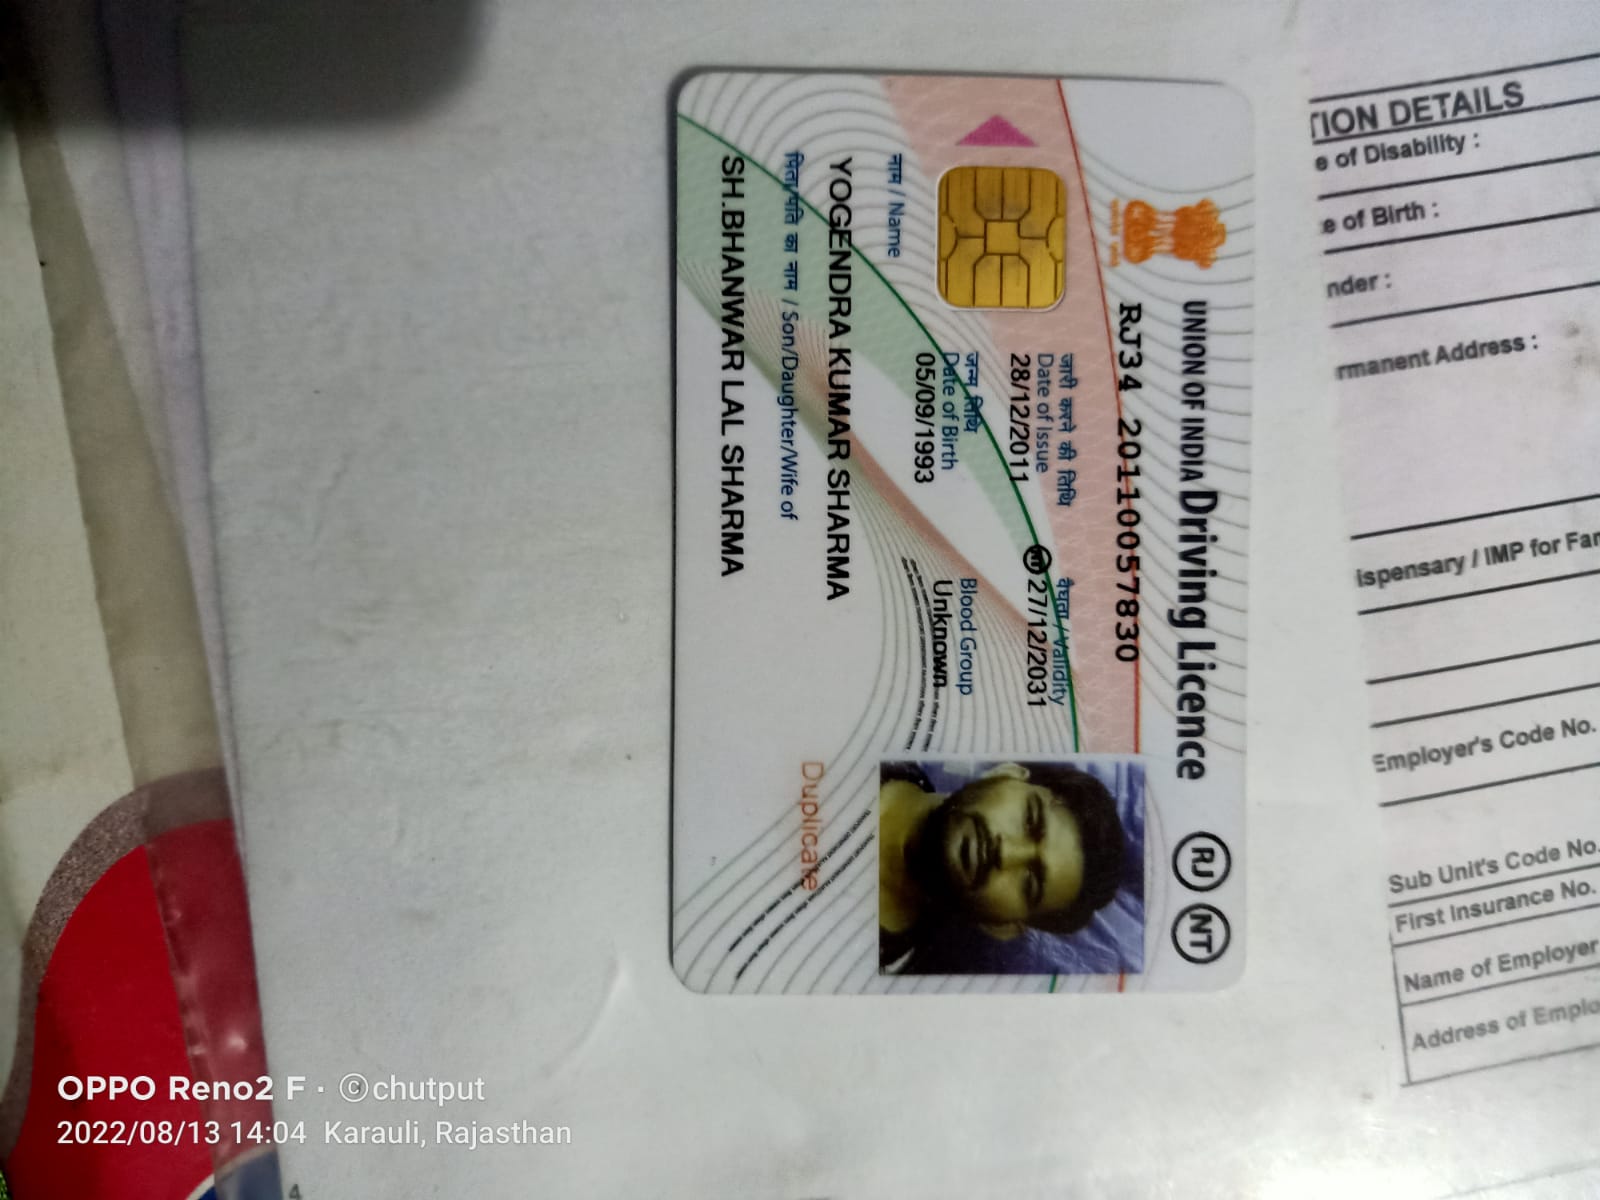 UNION OF INDIA Driving Licence RJ NT
RJ34 20110057830
जारी करने की तिथि वैधता / Validity
Date of Issue
28/12/2011 NT 27/12/2031
जन्म तिथि Blood Group
Date of Birth Unknown
05/09/1993
नाम / Name
YOGENDRA KUMAR SHARMA
Duplicate
पिता/पति का नाम / Son/Daughter/Wife of
SH.BHANWAR LAL SHARMA
TION DETAILS
e of Disability :
e of Birth :
nder :
rmanent Address :
ispensary / IMP for Fam
Employer's Code No.
Sub Unit's Code No.
First Insurance No.
Name of Employer
Address of Emplo
OPPO Reno2 F · ©chutput
2022/08/13 14:04 Karauli, Rajasthan
4